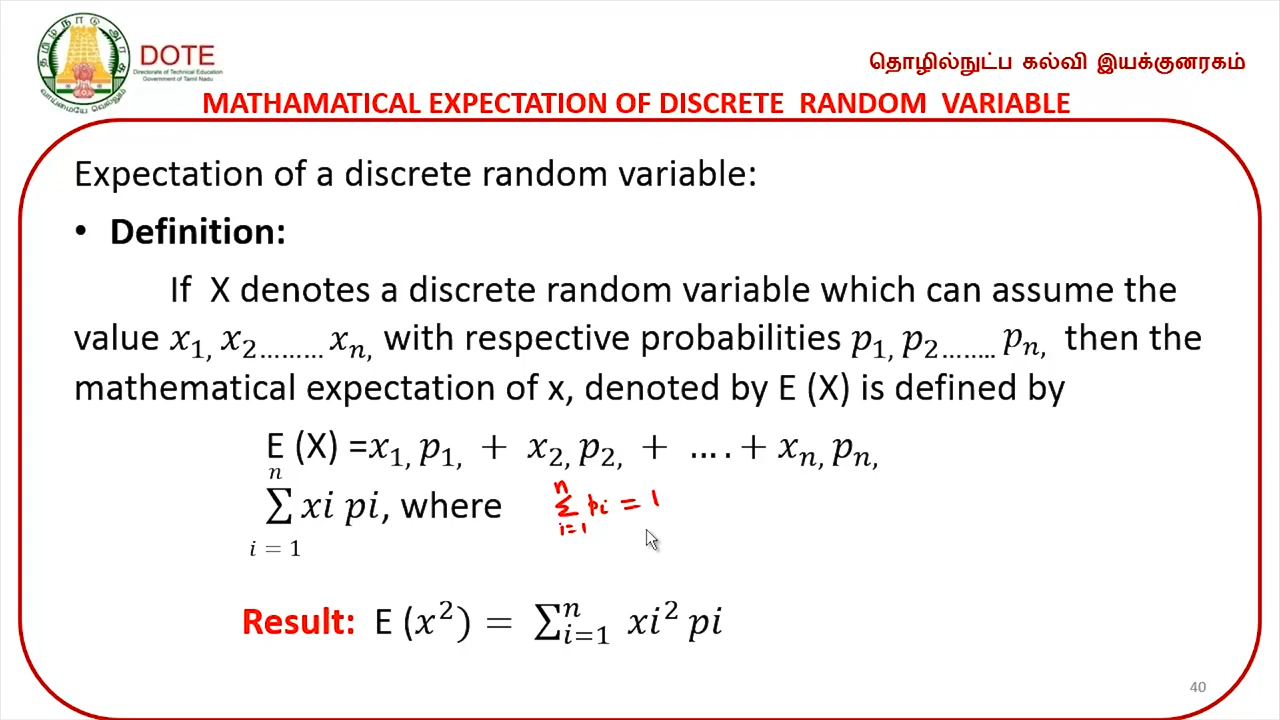 தமிழ்நாடு அரசு
வாய்மையே வெல்லும்
DOTE
Directorate of Technical Education
Government of Tamil Nadu
தொழில்நுட்ப கல்வி இயக்குனரகம்
MATHAMATICAL EXPECTATION OF DISCRETE RANDOM VARIABLE
Expectation of a discrete random variable:
• Definition:
If X denotes a discrete random variable which can assume the
value x₁, x₂……… xₙ, with respective probabilities p₁, p₂…….. pₙ, then the
mathematical expectation of x, denoted by E (X) is defined by
E (X) =x₁, p₁, + x₂, p₂, + … . + xₙ, pₙ,
n
∑ xi pi, where n ∑ i=1 pi = 1
i = 1
Result: E (x²) = ∑ⁿᵢ₌₁ xi² pi
40